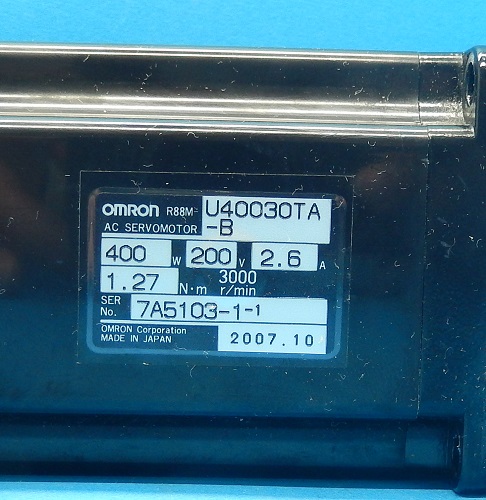 OMRON R88M- U40030TA
AC SERVOMOTOR -B
400 W 200 V 2.6 A
1.27 N·m 3000 r/min
SER No. 7A5103-1-1
OMRON Corporation
MADE IN JAPAN 2007.10